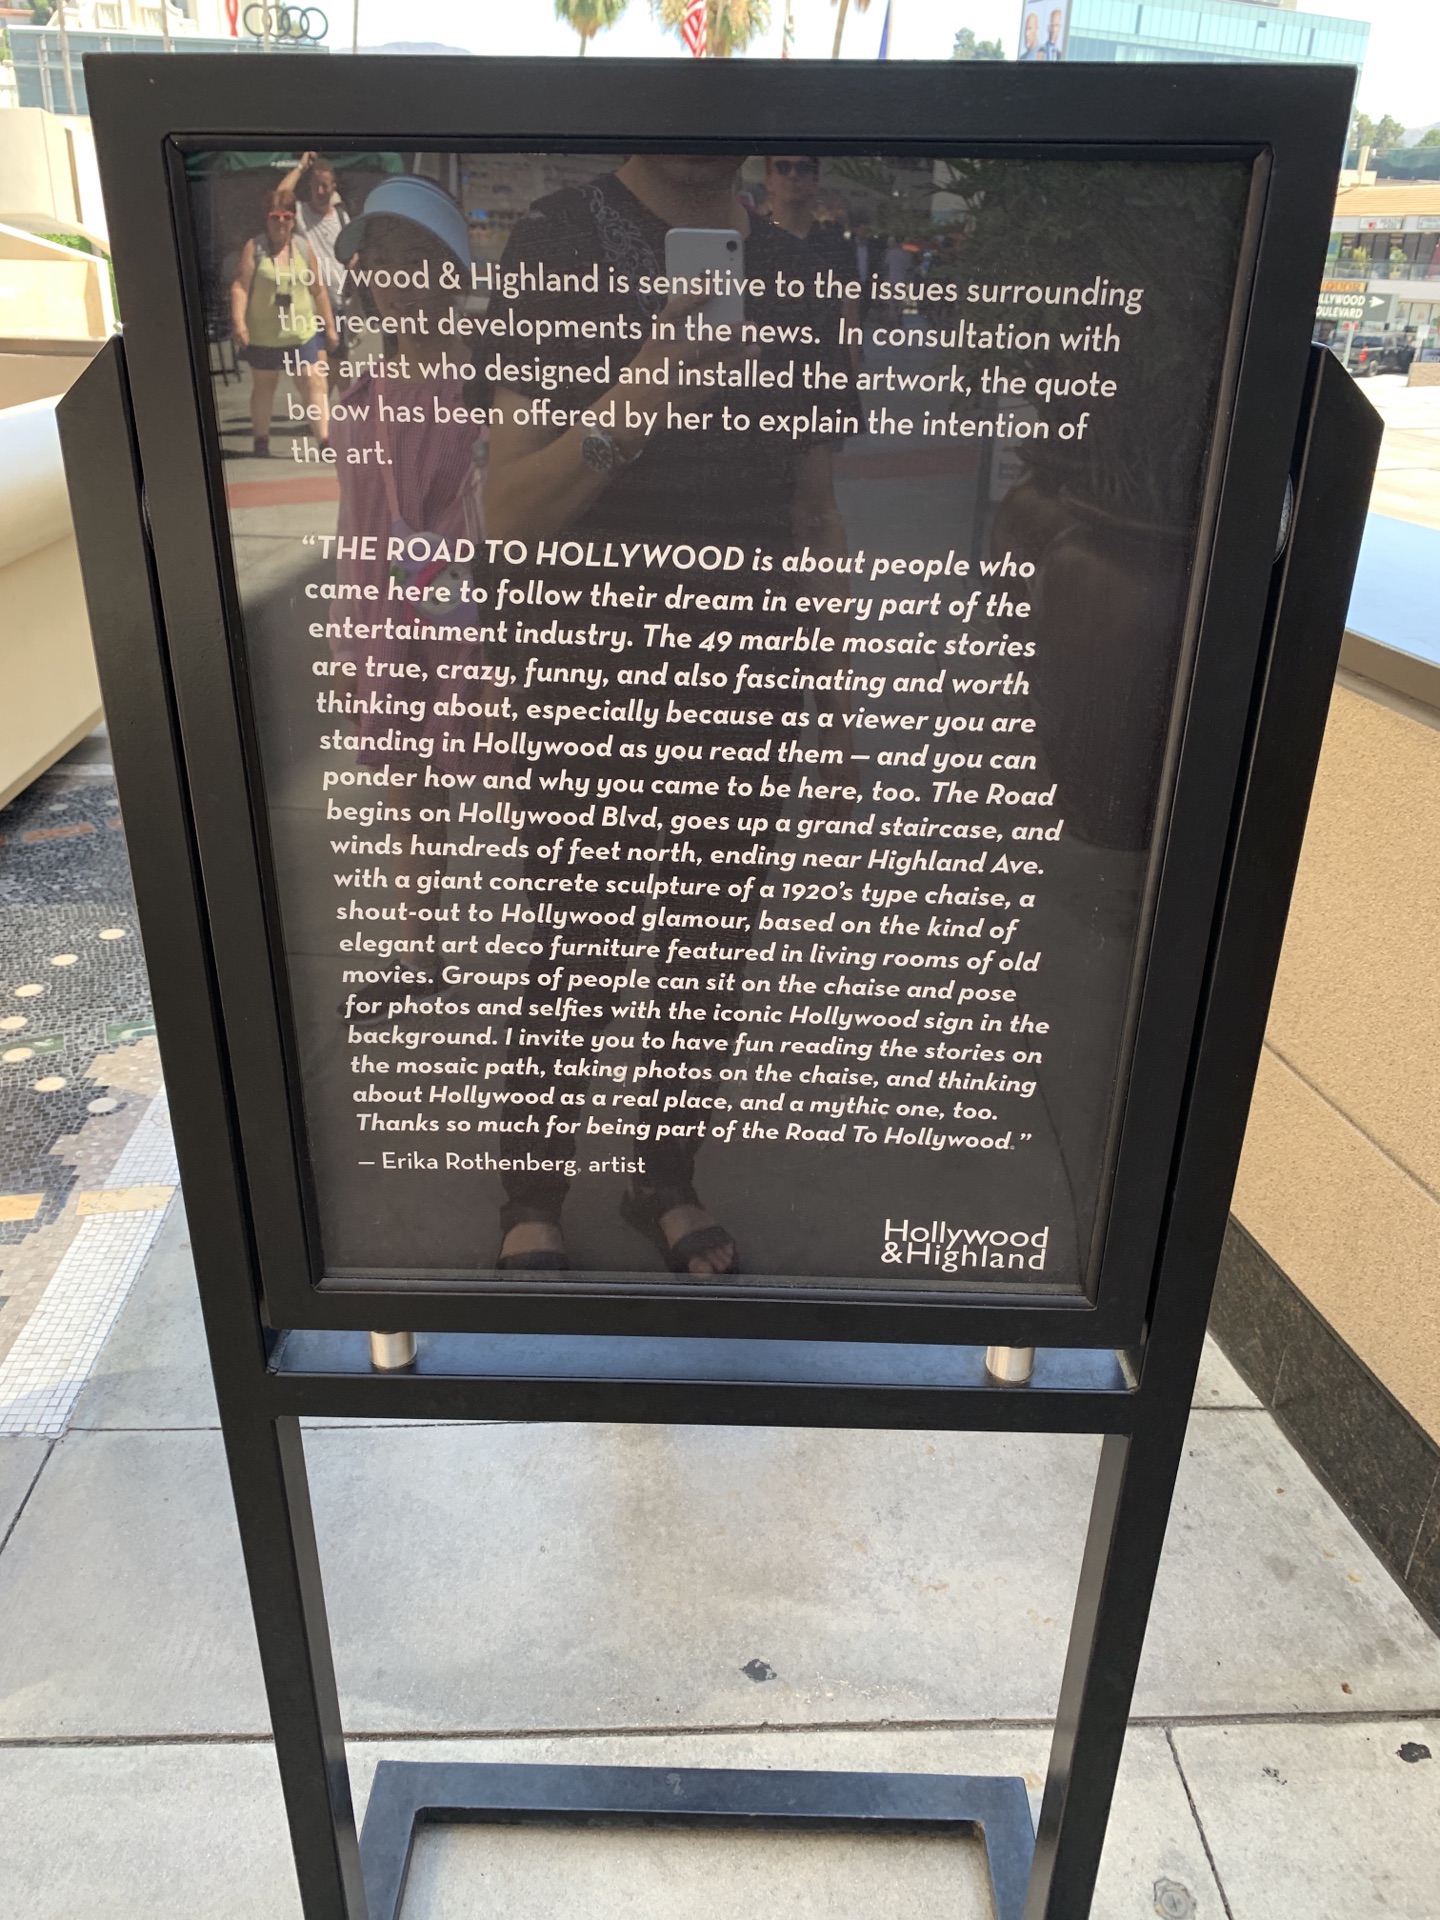 Hollywood & Highland is sensitive to the issues surrounding
the recent developments in the news. In consultation with
the artist who designed and installed the artwork, the quote
below has been offered by her to explain the intention of
the art.
“THE ROAD TO HOLLYWOOD is about people who
came here to follow their dream in every part of the
entertainment industry. The 49 marble mosaic stories
are true, crazy, funny, and also fascinating and worth
thinking about, especially because as a viewer you are
standing in Hollywood as you read them — and you can
ponder how and why you came to be here, too. The Road
begins on Hollywood Blvd, goes up a grand staircase, and
winds hundreds of feet north, ending near Highland Ave.
with a giant concrete sculpture of a 1920's type chaise, a
shout-out to Hollywood glamour, based on the kind of
elegant art deco furniture featured in living rooms of old
movies. Groups of people can sit on the chaise and pose
for photos and selfies with the iconic Hollywood sign in the
background. I invite you to have fun reading the stories on
the mosaic path, taking photos on the chaise, and thinking
about Hollywood as a real place, and a mythic one, too.
Thanks so much for being part of the Road To Hollywood.”
— Erika Rothenberg, artist
Hollywood
&Highland